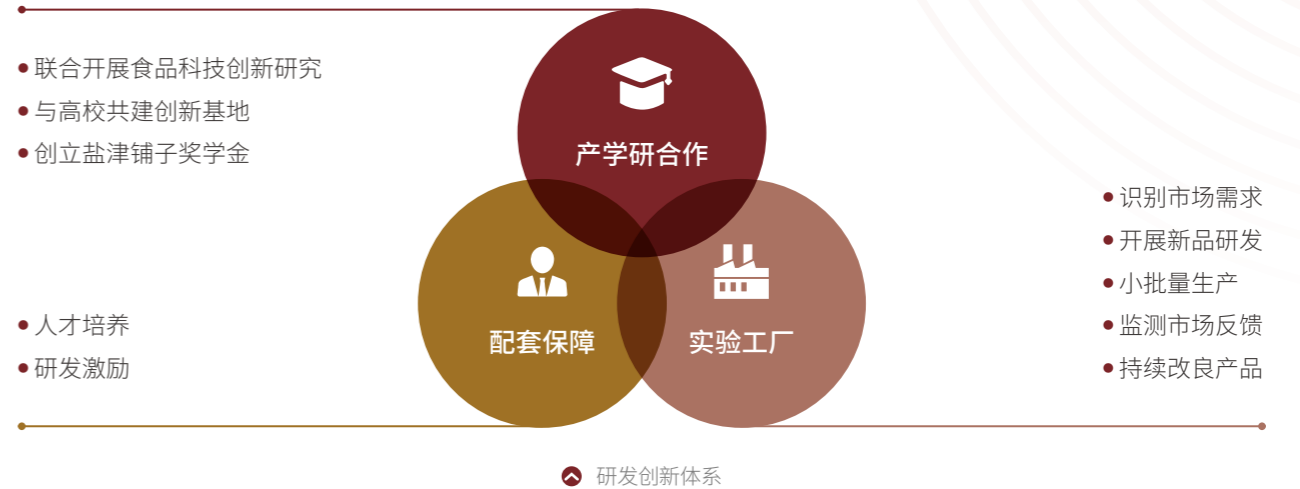 联合开展食品科技创新研究
与高校共建创新基地
创立盐津铺子奖学金
产学研合作
人才培养
研发激励
配套保障
实验工厂
识别市场需求
开展新品研发
小批量生产
监测市场反馈
持续改良产品
研发创新体系